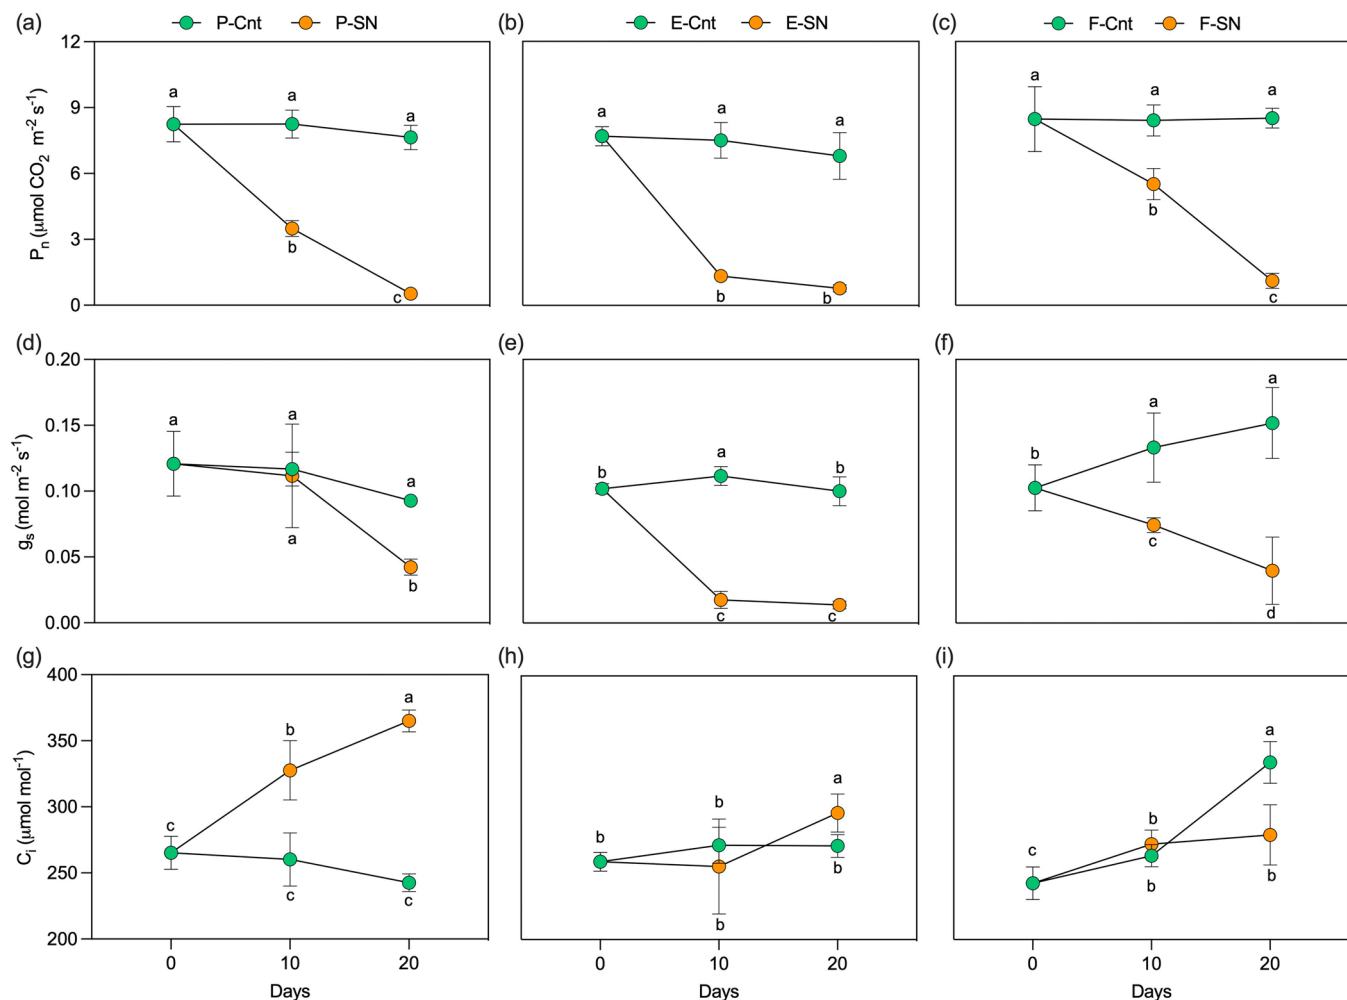 (a) P-Cnt P-SN (b) E-Cnt E-SN (c) F-Cnt F-SN
12
9
6
3
0
Pn (μmol CO2 m-2 s-1)
a a a
b
c
a a a
b b
a a a
b
c
(d) (e) (f)
0.20
0.15
0.10
0.05
0.00
gs (mol m-2 s-1)
a a a
a
b
b a b
c c
b a a
c
d
(g) (h) (i)
400
350
300
250
200
Ci (μmol mol-1)
c b a
c c
b b a
b b
c b a
b b
0 10 20 0 10 20 0 10 20
Days Days Days